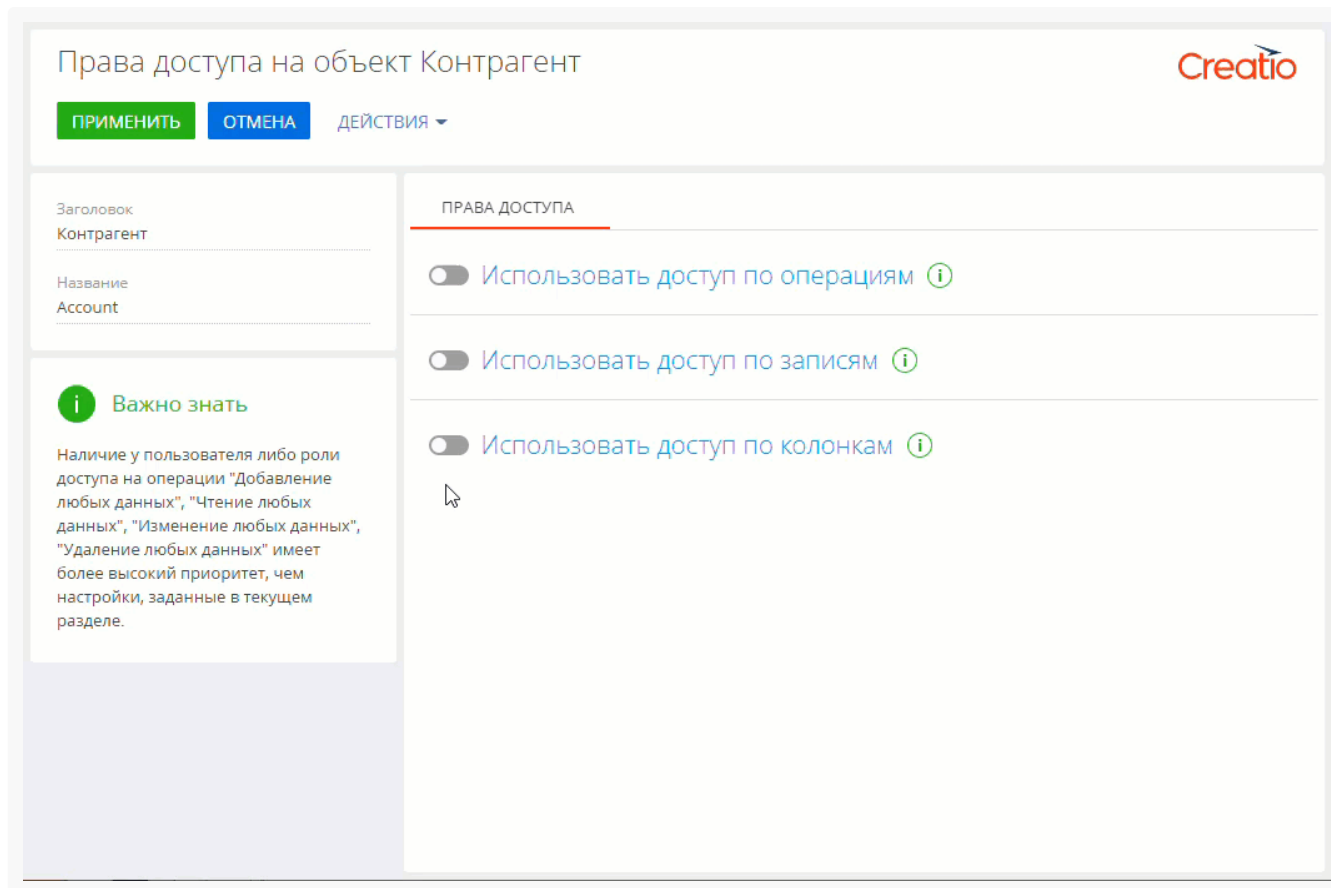 Права доступа на объект Контрагент
Creatio
ПРИМЕНИТЬ
ОТМЕНА
ДЕЙСТВИЯ
Заголовок
Контрагент
Название
Account
i Важно знать
Наличие у пользователя либо роли
доступа на операции "Добавление
любых данных", "Чтение любых
данных", "Изменение любых данных",
"Удаление любых данных" имеет
более высокий приоритет, чем
настройки, заданные в текущем
разделе.
ПРАВА ДОСТУПА
Использовать доступ по операциям i
Использовать доступ по записям i
Использовать доступ по колонкам i